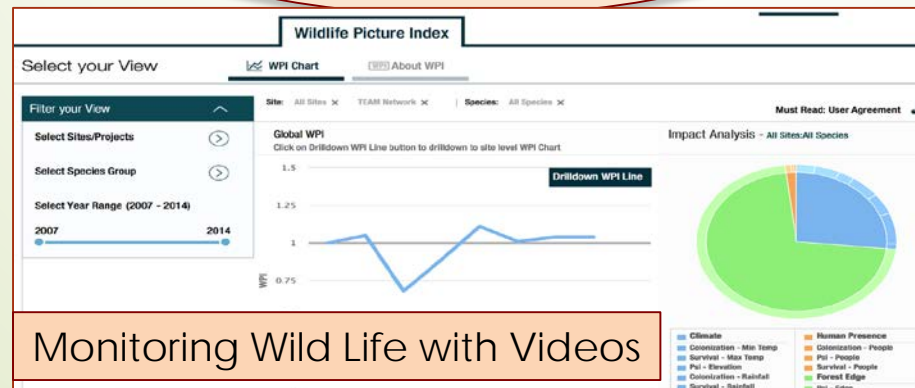 Wildlife Picture Index
Select your View
WPI Chart
WPI About WPI
Filter your View
Select Sites/Projects
Select Species Group
Select Year Range (2007 - 2014)
2007 2014
Site: All Sites x TEAM Network x | Species: All Species x
Must Read: User Agreement
Global WPI
Click on Drilldown WPI Line button to drilldown to site level WPI Chart
Drilldown WPI Line
1.5
1.25
1
0.75
WPI
Impact Analysis - All Sites:All Species
Climate
Colonization - Min Temp
Survival - Max Temp
Psi - Elevation
Colonization - Rainfall
Survival - Rainfall
Human Presence
Colonization - People
Psi - People
Survival - People
Forest Edge
Psi - Edge
Monitoring Wild Life with Videos